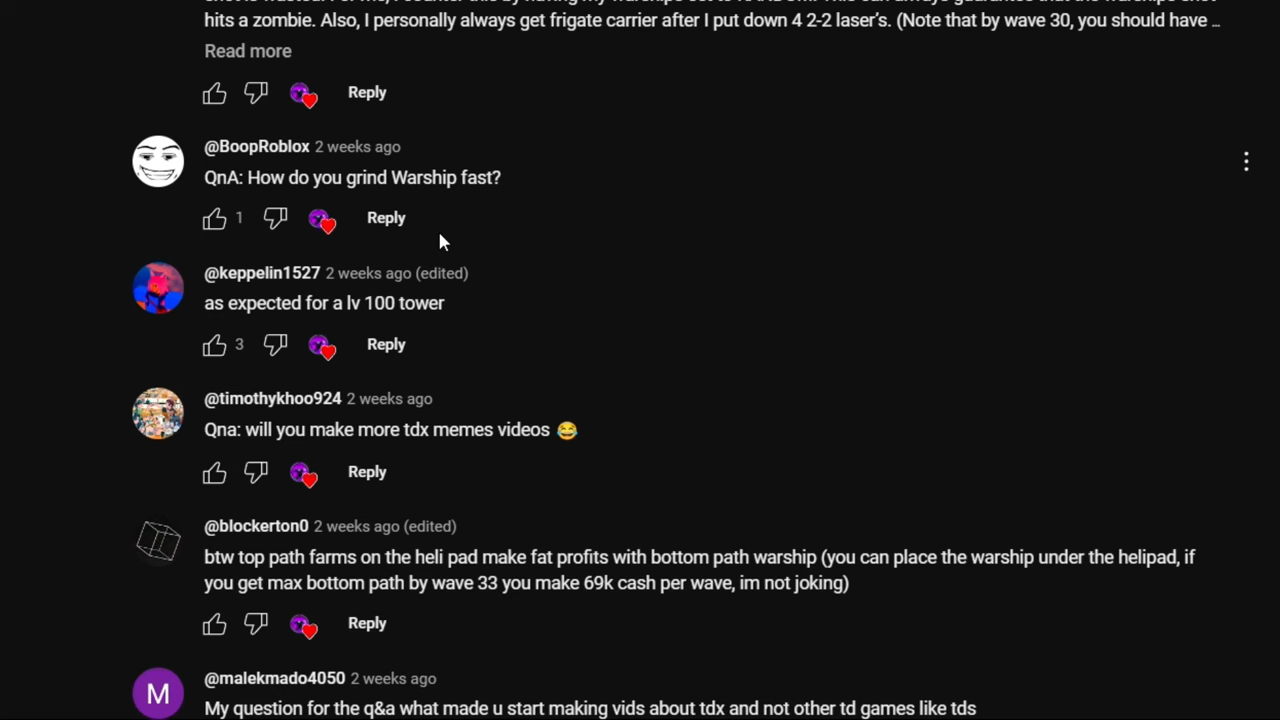 hits a zombie. Also, I personally always get frigate carrier after I put down 4 2-2 laser's. (Note that by wave 30, you should have ...
Read more
Reply
@BoopRoblox 2 weeks ago
QnA: How do you grind Warship fast?
1 Reply
@keppelin1527 2 weeks ago (edited)
as expected for a lv 100 tower
3 Reply
@timothykhoo924 2 weeks ago
Qna: will you make more tdx memes videos 😂
Reply
@blockerton0 2 weeks ago (edited)
btw top path farms on the heli pad make fat profits with bottom path warship (you can place the warship under the helipad, if
you get max bottom path by wave 33 you make 69k cash per wave, im not joking)
Reply
M
@malekmado4050 2 weeks ago
My question for the q&a what made u start making vids about tdx and not other td games like tds